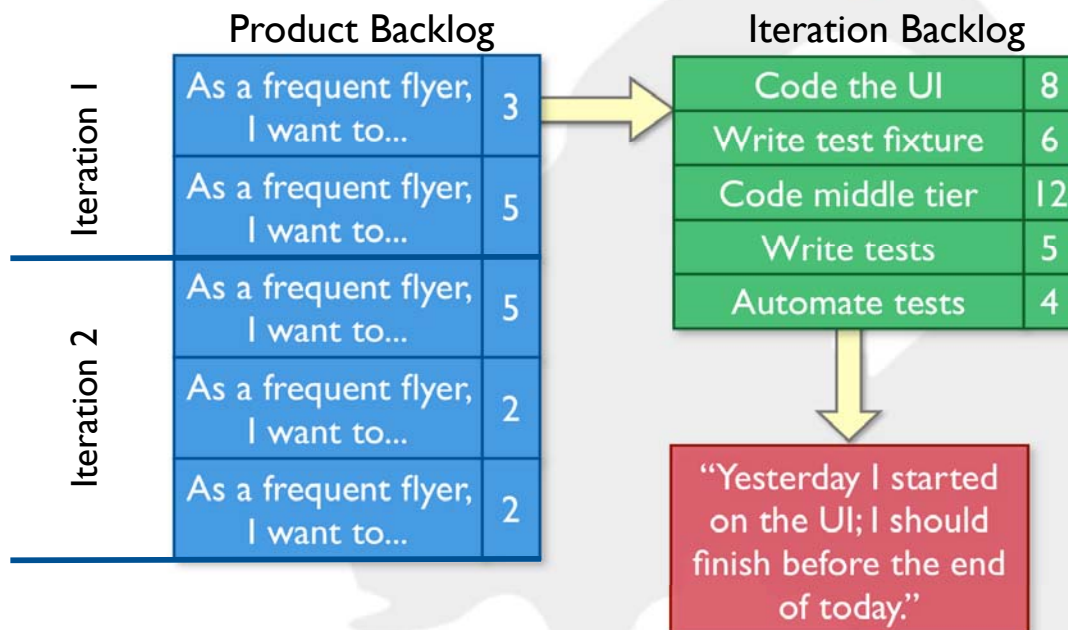 Product Backlog
Iteration 1
As a frequent flyer,
I want to...
3
As a frequent flyer,
I want to...
5
Iteration 2
As a frequent flyer,
I want to...
5
As a frequent flyer,
I want to...
2
As a frequent flyer,
I want to...
2
Iteration Backlog
Code the UI 8
Write test fixture 6
Code middle tier 12
Write tests 5
Automate tests 4
“Yesterday I started
on the UI; I should
finish before the end
of today.”